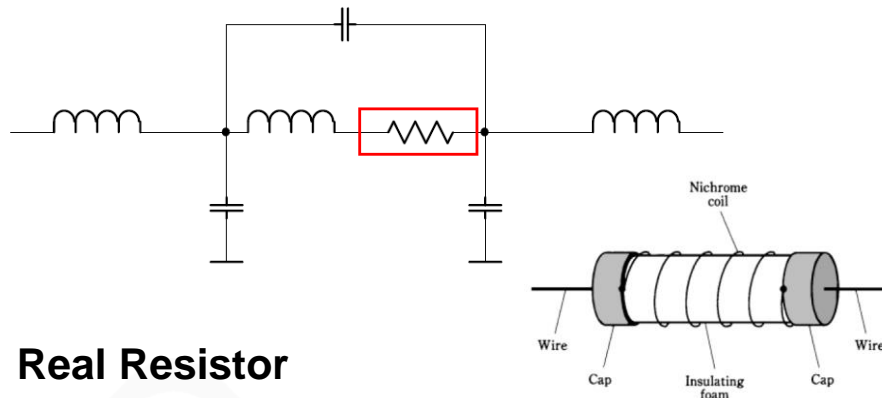 Nichrome
coil
Wire
Wire
Cap
Insulating
foam
Cap
Real Resistor